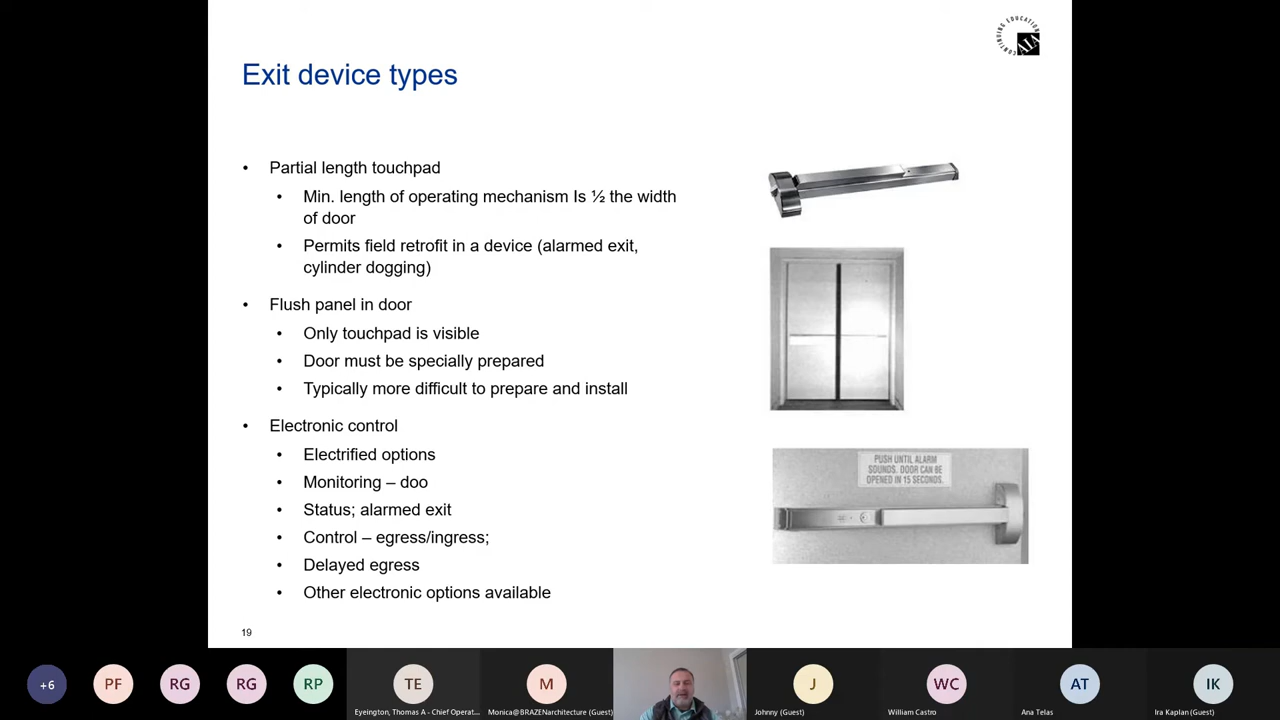 CONTINUING EDUCATION
AIA
Exit device types
• Partial length touchpad
• Min. length of operating mechanism Is ½ the width
of door
• Permits field retrofit in a device (alarmed exit,
cylinder dogging)
• Flush panel in door
• Only touchpad is visible
• Door must be specially prepared
• Typically more difficult to prepare and install
• Electronic control
• Electrified options
• Monitoring – doo
• Status; alarmed exit
• Control – egress/ingress;
• Delayed egress
• Other electronic options available
PUSH UNTIL ALARM
SOUNDS. DOOR CAN BE
OPENED IN 15 SECONDS.
19
+6
PF
RG
RG
RP
TE
Eyeington, Thomas A - Chief Operat...
M
Monica@BRAZENarchitecture (Guest)
J
Johnny (Guest)
WC
William Castro
AT
Ana Telas
IK
Ira Kaplan (Guest)